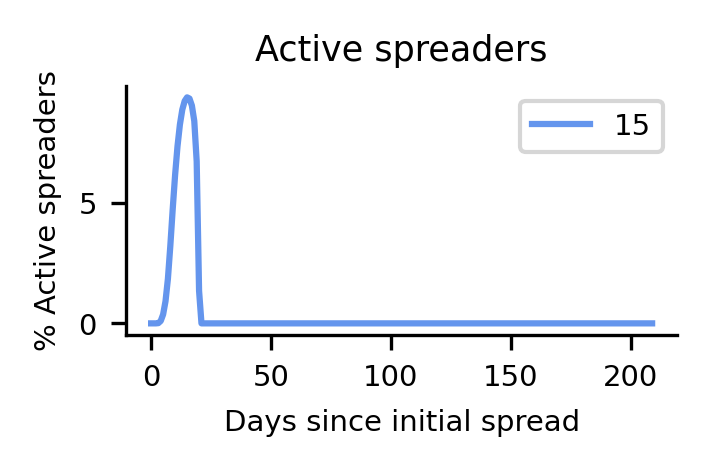 Active spreaders
15
% Active spreaders
5
0
0 50 100 150 200
Days since initial spread